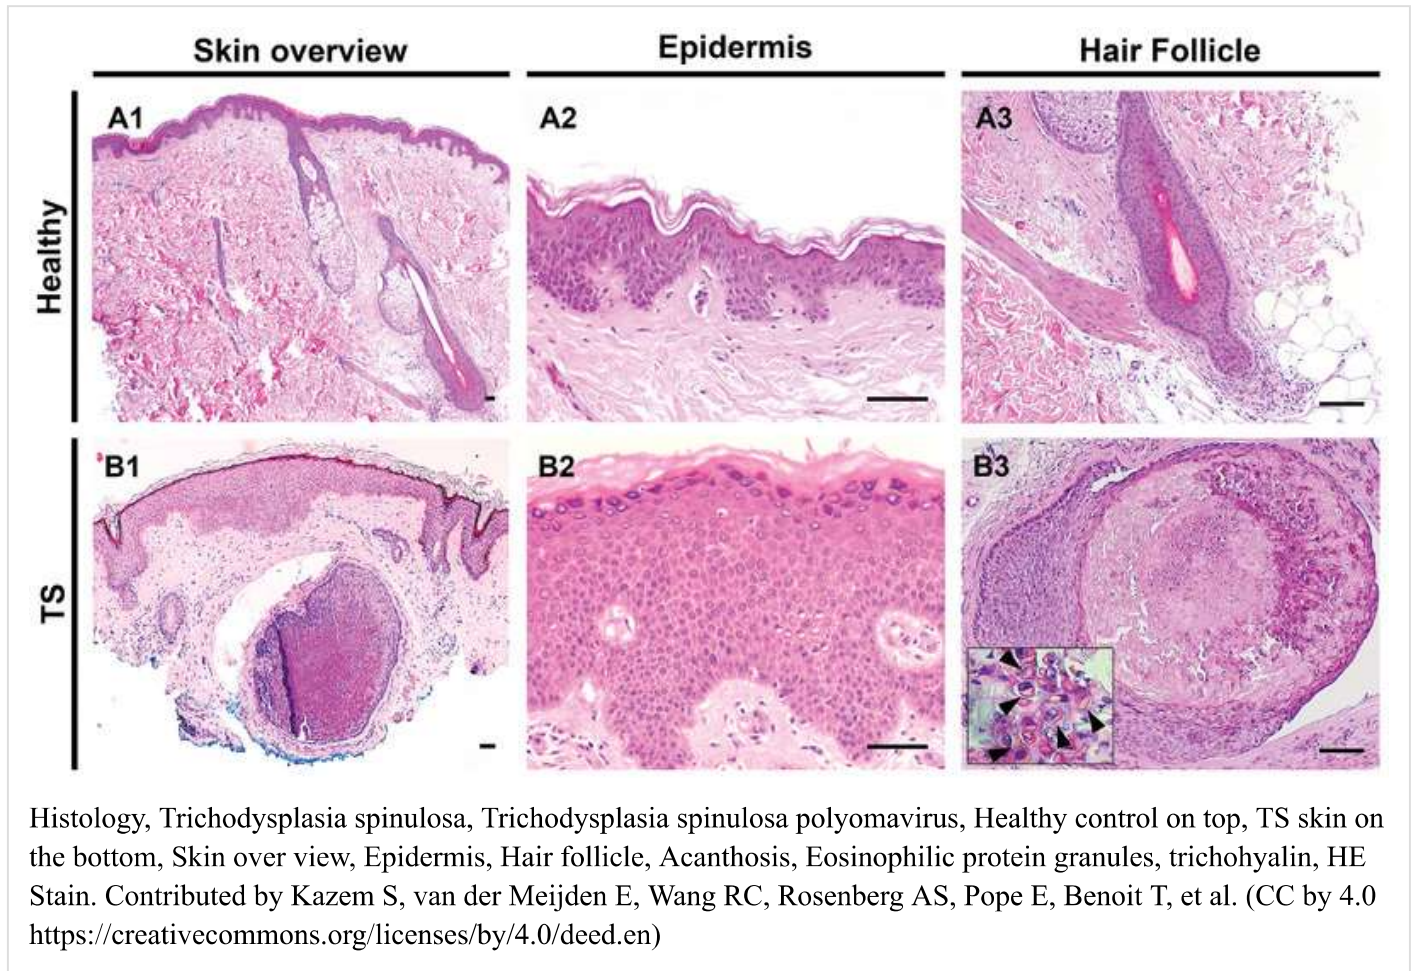 Skin overview
Epidermis
Hair Follicle
Healthy
A1
A2
A3
TS
B1
B2
B3
Histology, Trichodysplasia spinulosa, Trichodysplasia spinulosa polyomavirus, Healthy control on top, TS skin on
the bottom, Skin over view, Epidermis, Hair follicle, Acanthosis, Eosinophilic protein granules, trichohyalin, HE
Stain. Contributed by Kazem S, van der Meijden E, Wang RC, Rosenberg AS, Pope E, Benoit T, et al. (CC by 4.0
https://creativecommons.org/licenses/by/4.0/deed.en)